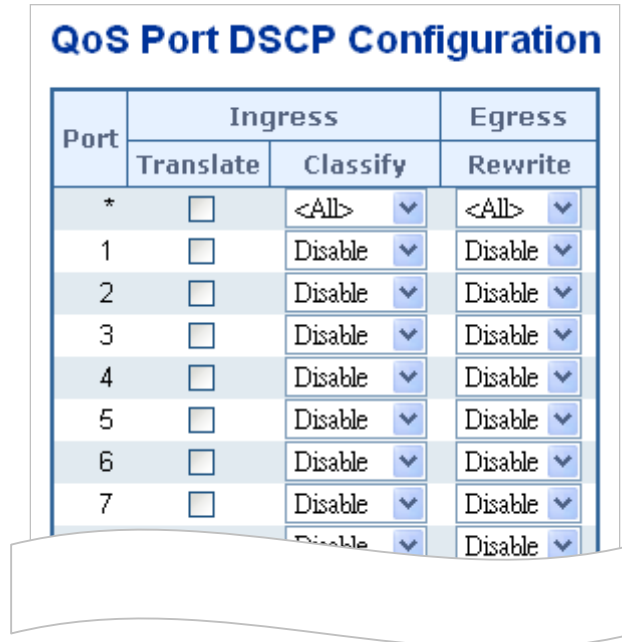 QoS Port DSCP Configuration
Port Ingress Egress
Translate Classify Rewrite
* <All> <All>
1 Disable Disable
2 Disable Disable
3 Disable Disable
4 Disable Disable
5 Disable Disable
6 Disable Disable
7 Disable Disable
Disable Disable